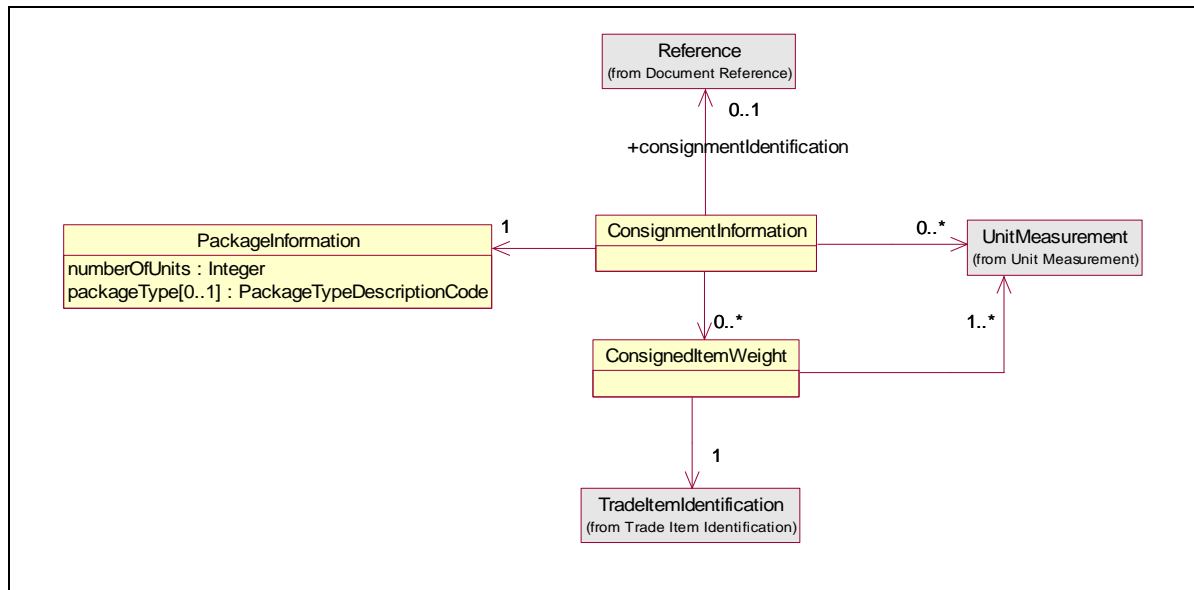 Reference
(from Document Reference)
0..1
+consignmentIdentification
PackageInformation
numberOfUnits : Integer
packageType[0..1] : PackageTypeDescriptionCode
1
ConsignmentInformation
0..*
UnitMeasurement
(from Unit Measurement)
0..*
1..*
ConsignedItemWeight
1
TradeItemIdentification
(from Trade Item Identification)